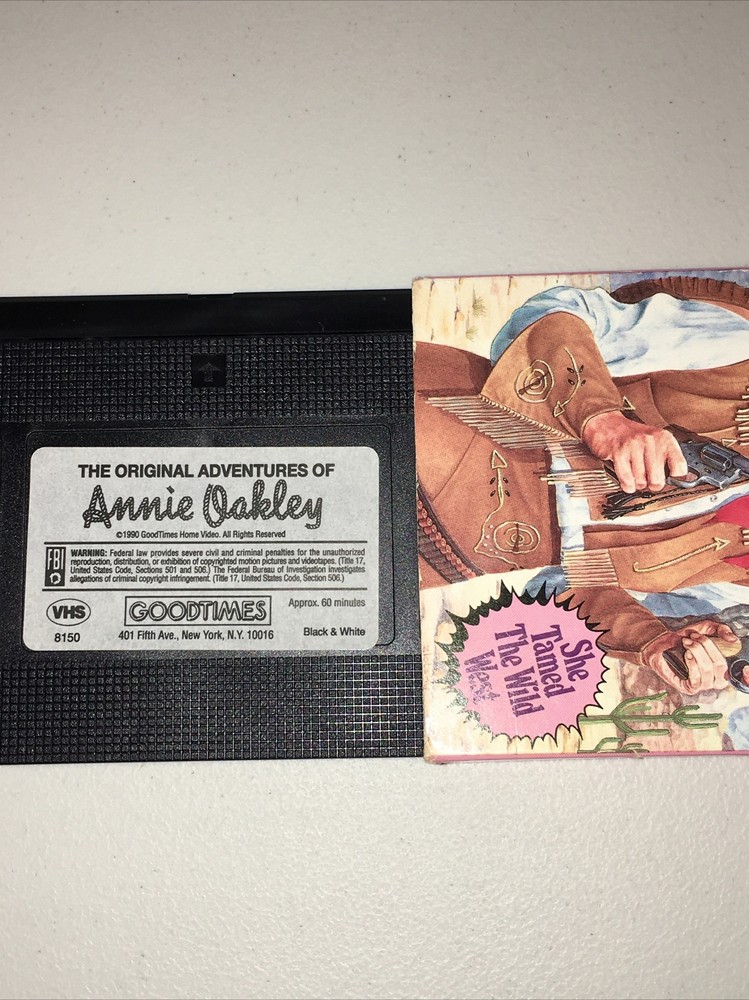 THE ORIGINAL ADVENTURES OF
Annie Oakley
©1990 GoodTimes Home Video. All Rights Reserved
FBI
WARNING: Federal law provides severe civil and criminal penalties for the unauthorized
reproduction, distribution, or exhibition of copyrighted motion pictures and videotapes. (Title 17,
United States Code, Sections 501 and 506.) The Federal Bureau of Investigation investigates
allegations of criminal copyright infringement. (Title 17, United States Code, Section 506.)
VHS
8150
GOODTIMES
401 Fifth Ave., New York, N.Y. 10016
Approx. 60 minutes
Black & White
She
Tamed
The Wild
West